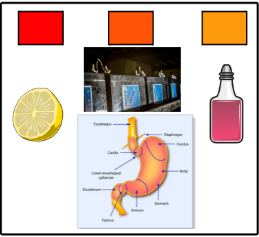 Esophagus
Diaphragm
Cardia
Fundus
Lower esophageal
sphincter
Body
Duodenum
Stomach
Pylorus
Antrum